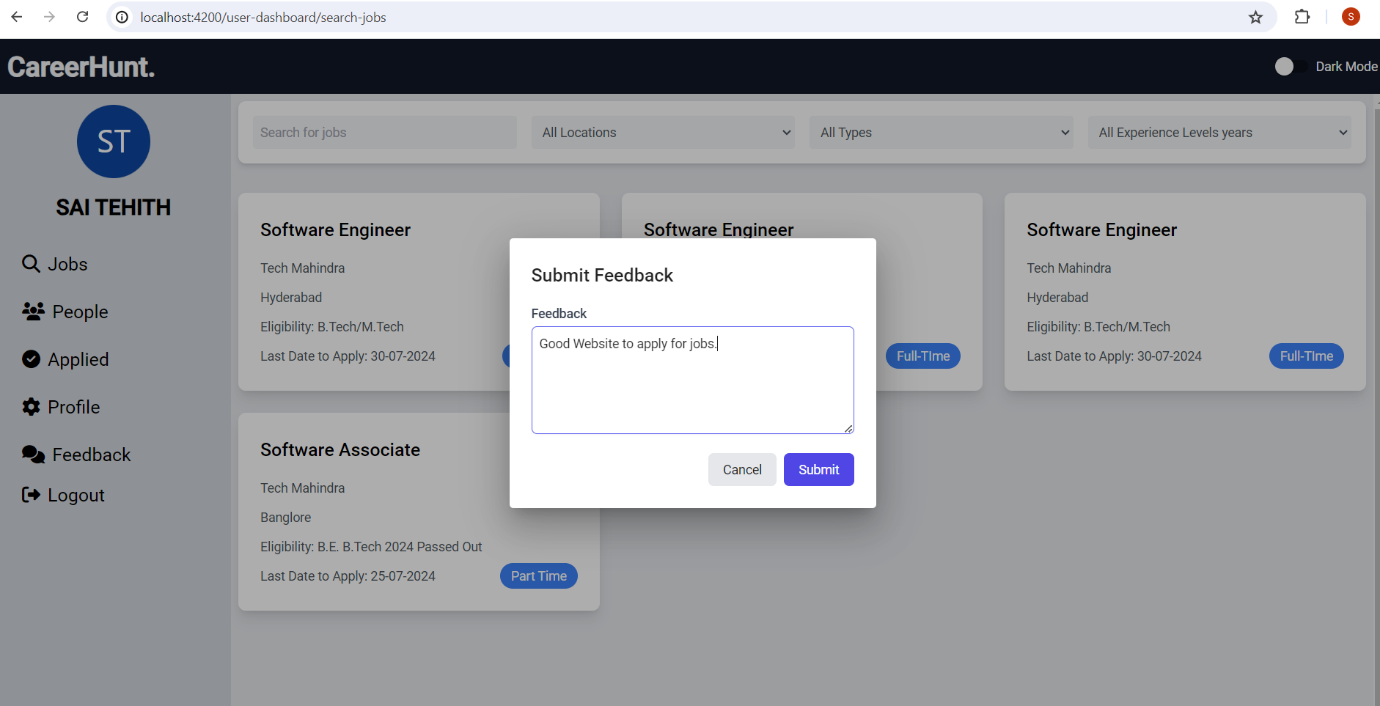 localhost:4200/user-dashboard/search-jobs
S
CareerHunt.
Dark Mode
ST
SAI TEHITH
Jobs
People
Applied
Profile
Feedback
Logout
Search for jobs
All Locations
All Types
All Experience Levels years
Software Engineer
Tech Mahindra
Hyderabad
Eligibility: B.Tech/M.Tech
Last Date to Apply: 30-07-2024
Software Engineer
Full-TIme
Software Engineer
Tech Mahindra
Hyderabad
Eligibility: B.Tech/M.Tech
Last Date to Apply: 30-07-2024
Full-TIme
Software Associate
Tech Mahindra
Banglore
Eligibility: B.E. B.Tech 2024 Passed Out
Last Date to Apply: 25-07-2024
Part Time
Submit Feedback
Feedback
Good Website to apply for jobs.
Cancel
Submit